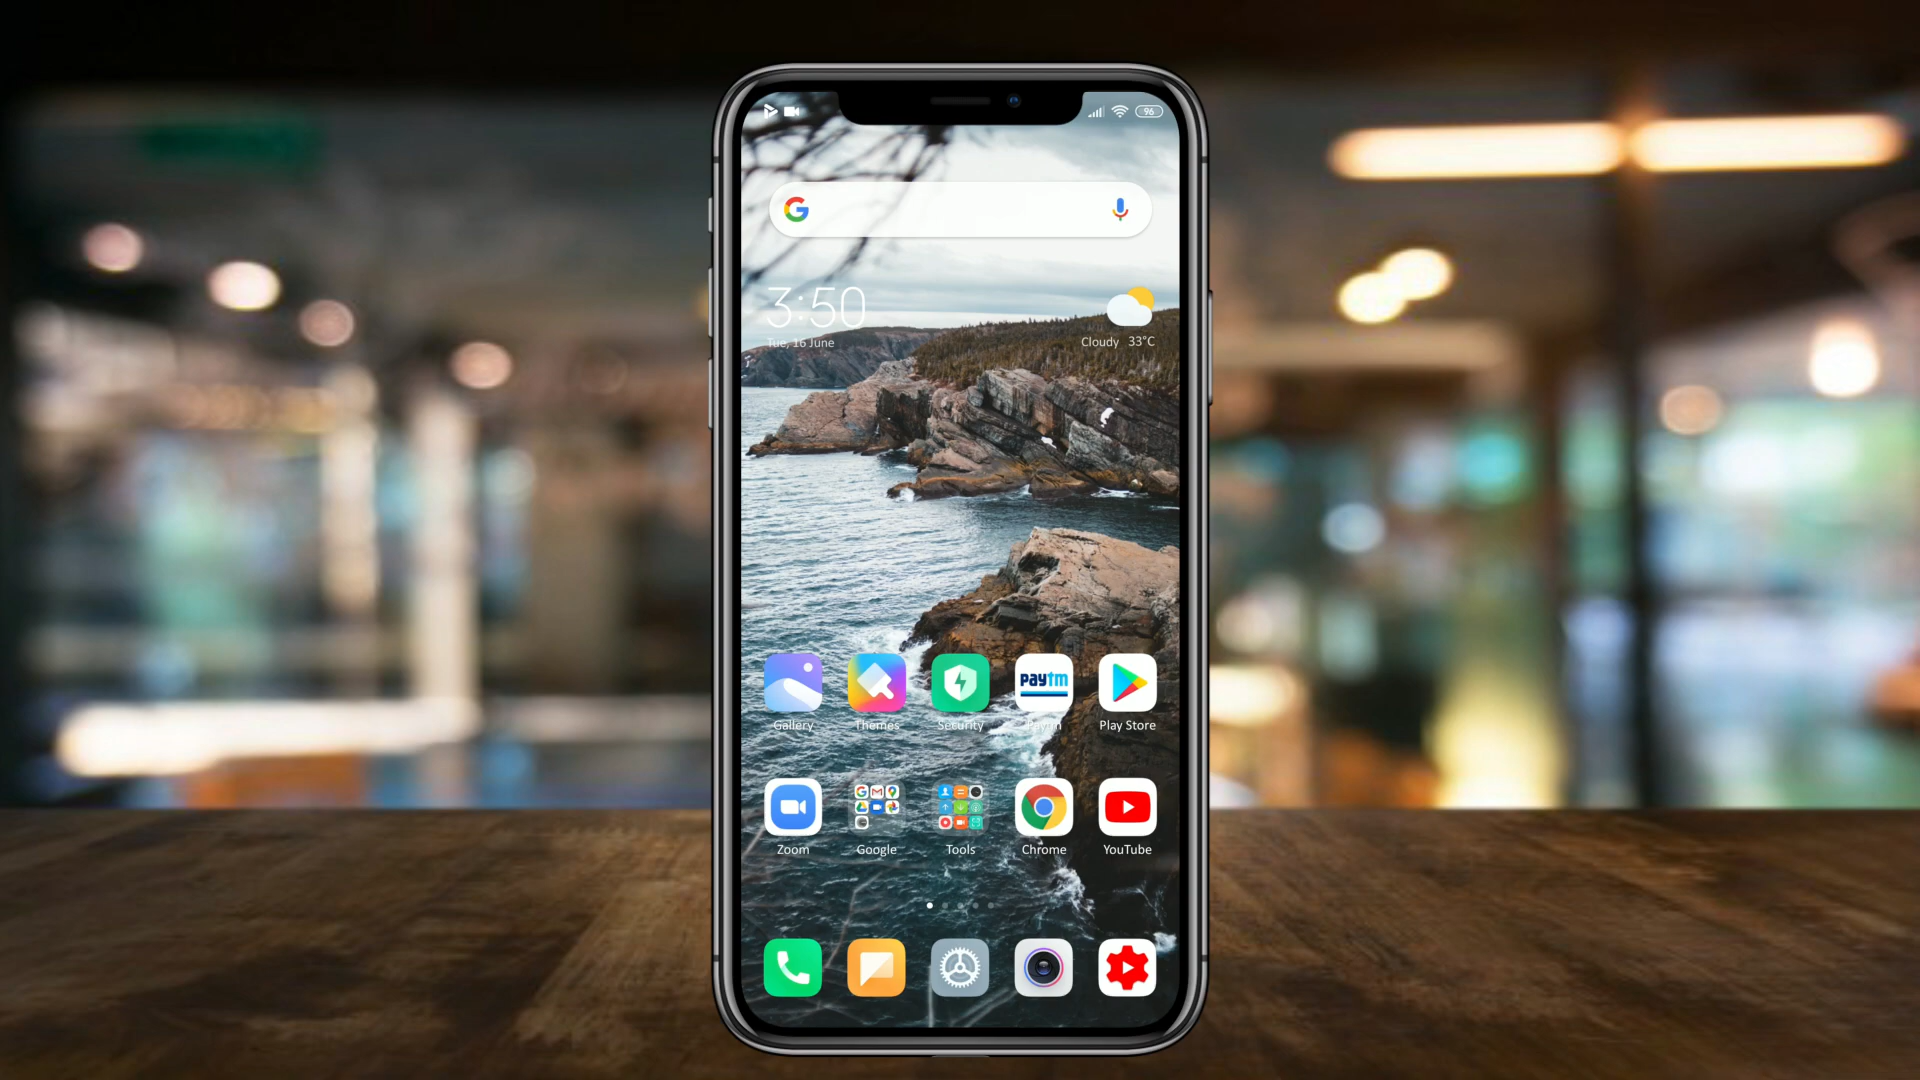 96
3:50
Tue, 16 June
Cloudy 33°C
paytm
Gallery Themes Security Paytm Play Store
Zoom Google Tools Chrome YouTube